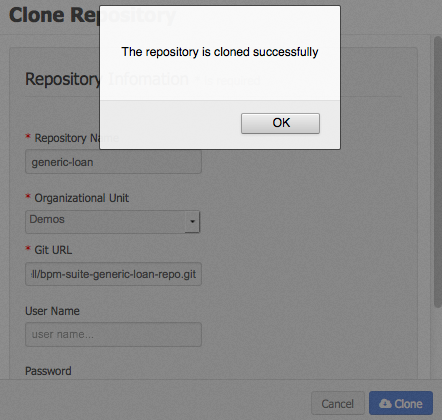 Clone Repository
The repository is cloned successfully
OK
Repository Infomation
* Repository Name
generic-loan
* Organizational Unit
Demos
* Git URL
ll/bpm-suite-generic-loan-repo.git
User Name
user name...
Password
Cancel
Clone